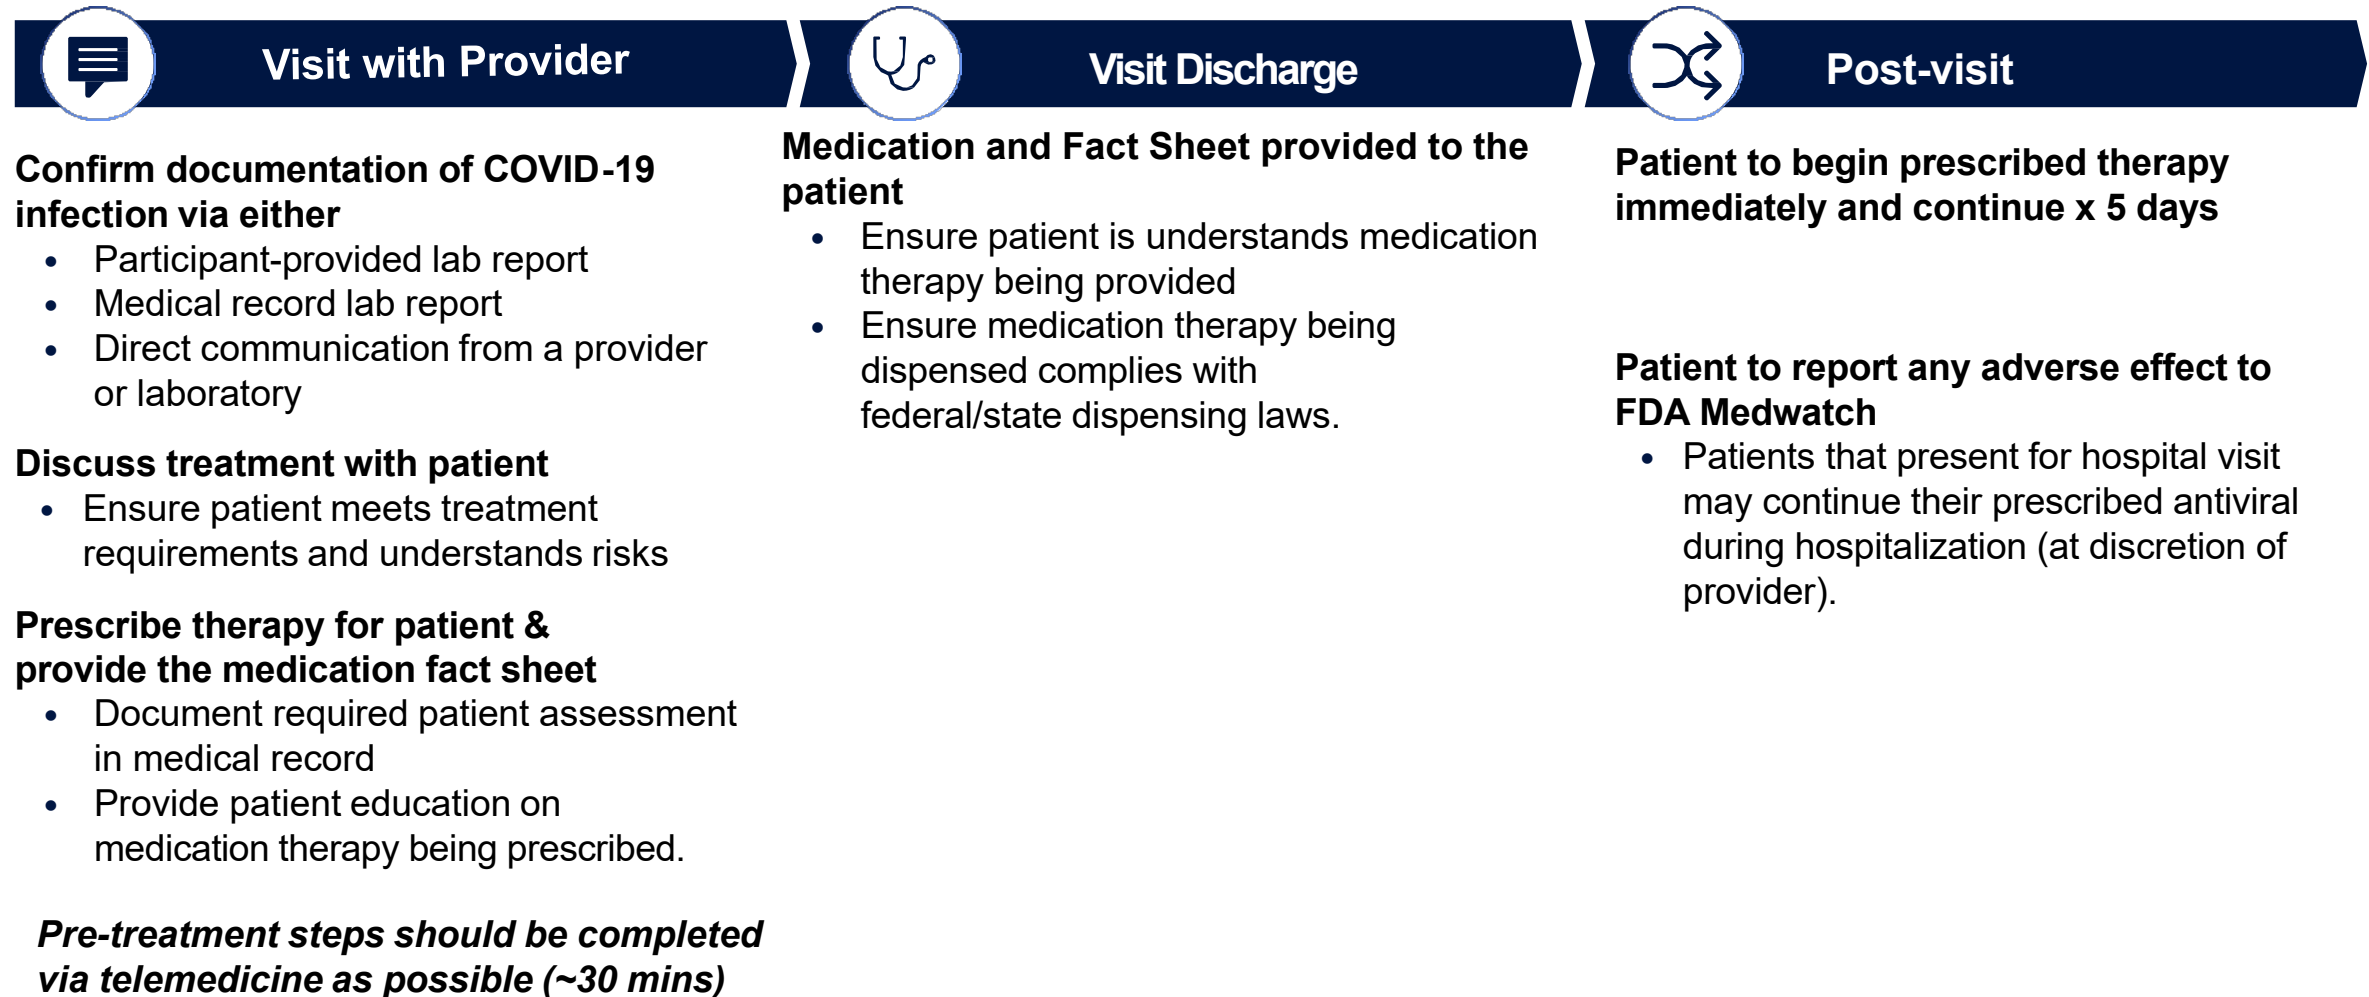 Visit with Provider
Visit Discharge
Post-visit
Confirm documentation of COVID-19
infection via either
• Participant-provided lab report
• Medical record lab report
• Direct communication from a provider
or laboratory
Discuss treatment with patient
• Ensure patient meets treatment
requirements and understands risks
Prescribe therapy for patient &
provide the medication fact sheet
• Document required patient assessment
in medical record
• Provide patient education on
medication therapy being prescribed.
Pre-treatment steps should be completed
via telemedicine as possible (~30 mins)
Medication and Fact Sheet provided to the
patient
• Ensure patient is understands medication
therapy being provided
• Ensure medication therapy being
dispensed complies with
federal/state dispensing laws.
Patient to begin prescribed therapy
immediately and continue x 5 days
Patient to report any adverse effect to
FDA Medwatch
• Patients that present for hospital visit
may continue their prescribed antiviral
during hospitalization (at discretion of
provider).